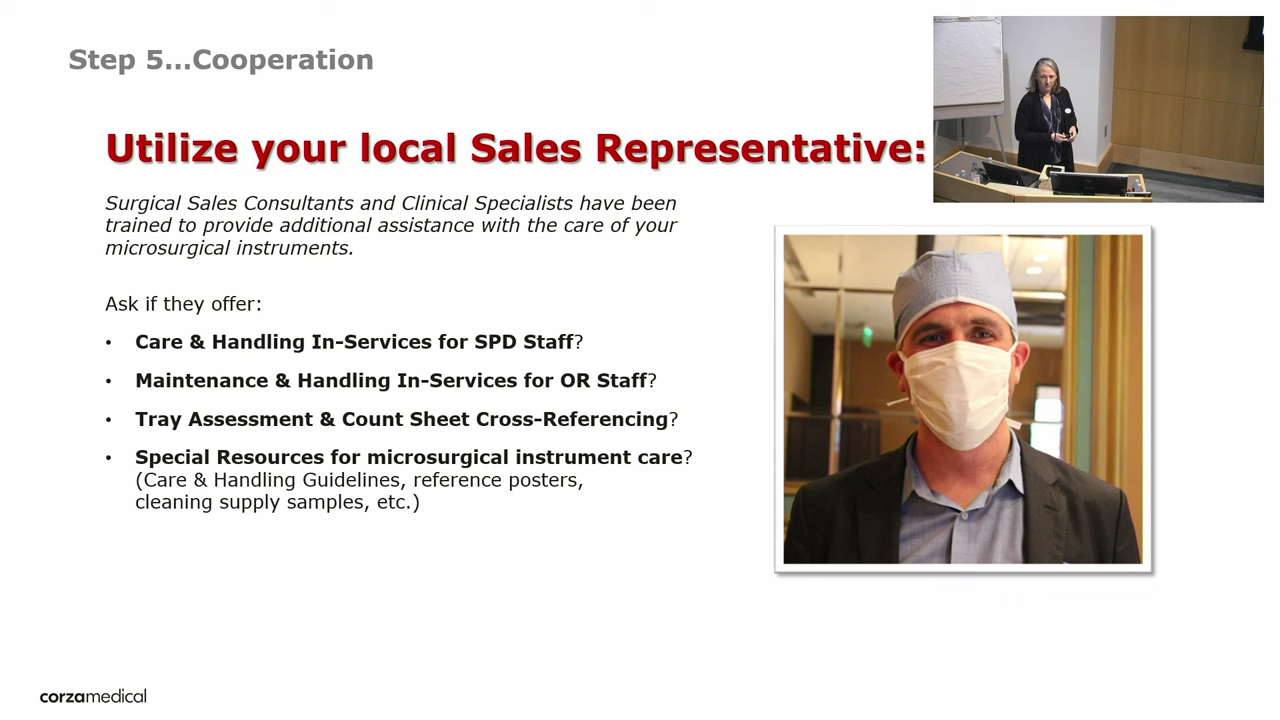 Step 5...Cooperation
Utilize your local Sales Representative:
Surgical Sales Consultants and Clinical Specialists have been
trained to provide additional assistance with the care of your
microsurgical instruments.
Ask if they offer:
• Care & Handling In-Services for SPD Staff?
• Maintenance & Handling In-Services for OR Staff?
• Tray Assessment & Count Sheet Cross-Referencing?
• Special Resources for microsurgical instrument care?
(Care & Handling Guidelines, reference posters,
cleaning supply samples, etc.)
corzamedical